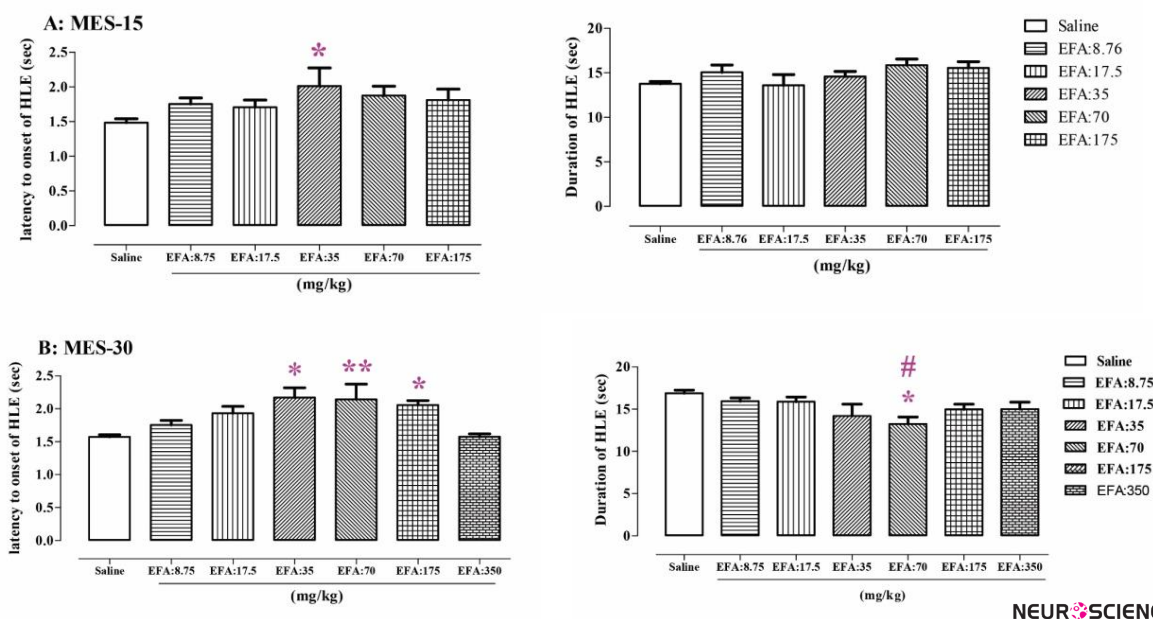 A: MES-15
latency to onset of HLE (sec)
2.5
2.0
1.5
1.0
0.5
0.0
*
Saline
EFA:8.75
EFA:17.5
EFA:35
EFA:70
EFA:175
(mg/kg)
Duration of HLE (sec)
20
15
10
5
0
Saline
EFA:8.76
EFA:17.5
EFA:35
EFA:70
EFA:175
(mg/kg)
Saline
EFA:8.76
EFA:17.5
EFA:35
EFA:70
EFA:175
B: MES-30
latency to onset of HLE (sec)
2.5
2.0
1.5
1.0
0.5
0.0
*
**
*
Saline
EFA:8.75
EFA:17.5
EFA:35
EFA:70
EFA:175
EFA:350
(mg/kg)
Duration of HLE (sec)
20
15
10
5
0
#
*
Saline
EFA:8.75
EFA:17.5
EFA:35
EFA:70
EFA:175
EFA:350
(mg/kg)
Saline
EFA:8.75
EFA:17.5
EFA:35
EFA:70
EFA:175
EFA:350